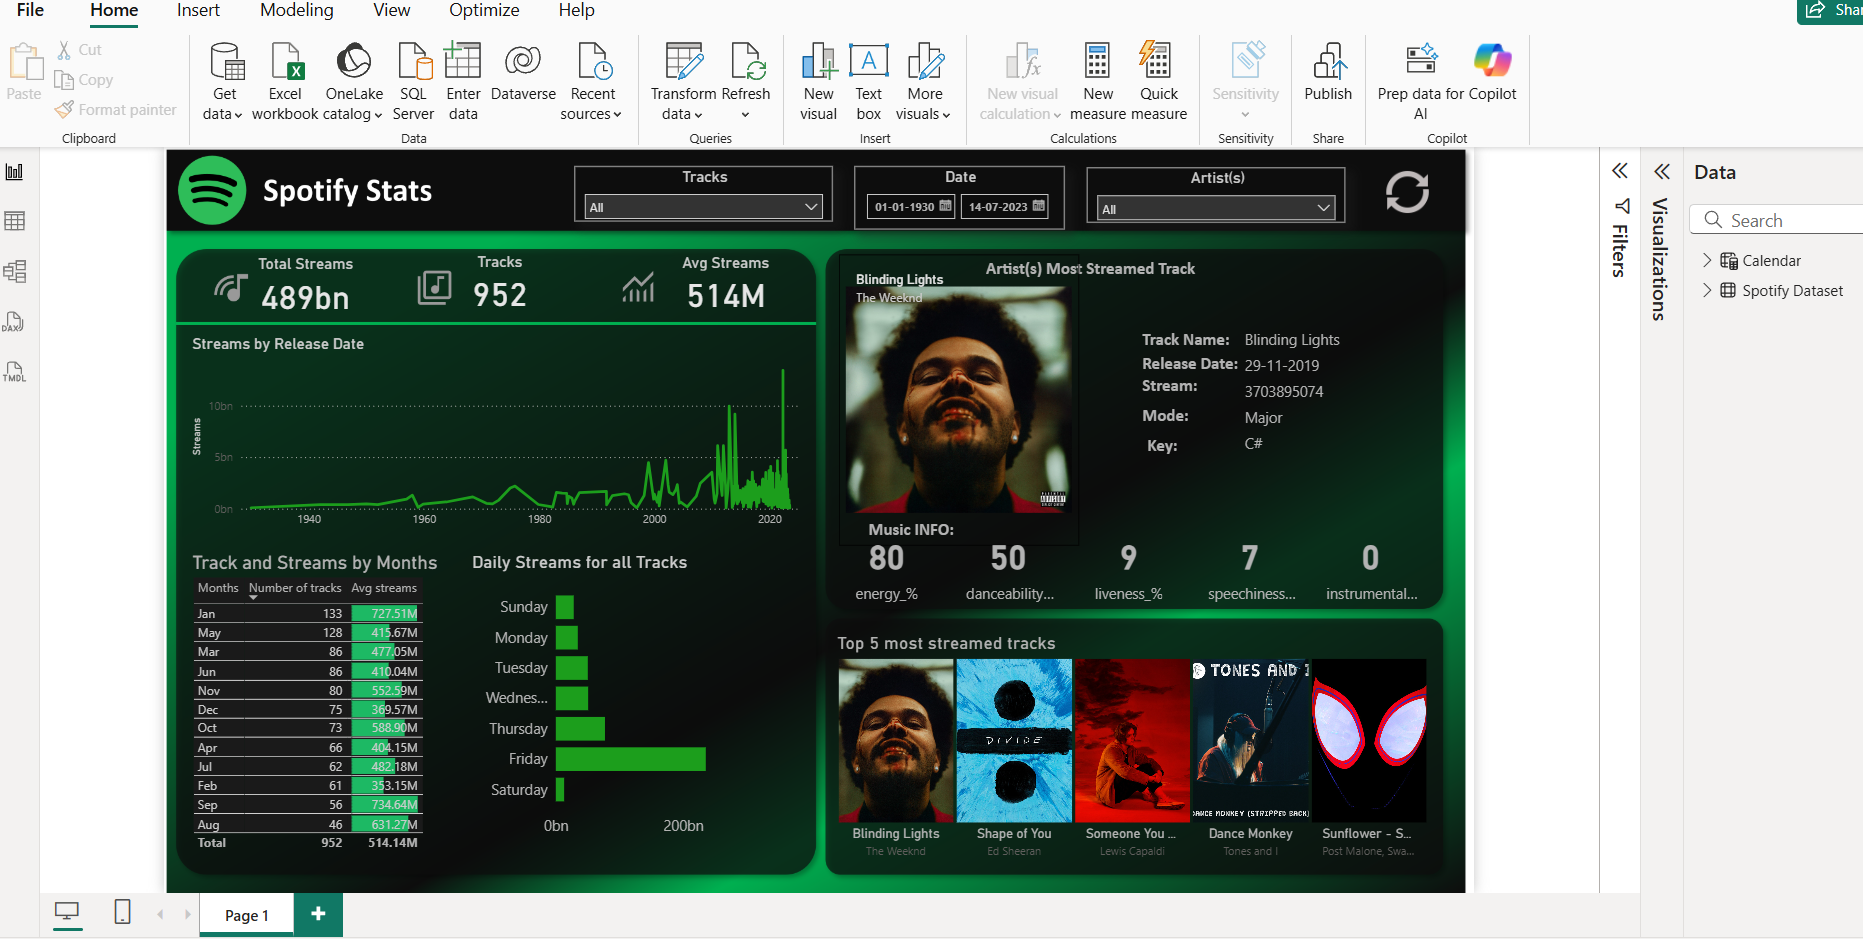 File Home Insert Modeling View Optimize Help
Shar
Paste
Cut
Copy
Format painter
Clipboard
Get data
Excel workbook
OneLake catalog
SQL Server
Enter data
Dataverse
Recent sources
Data
Transform data
Refresh
Queries
New visual
Text box
More visuals
Insert
New visual calculation
New measure
Quick measure
Calculations
Sensitivity
Sensitivity
Publish
Share
Prep data for AI
Copilot
Copilot
DAX
TMDL
Spotify Stats
Tracks
All
Date
01-01-1930 14-07-2023
Artist(s)
All
Total Streams
489bn
Tracks
952
Avg Streams
514M
Streams by Release Date
Streams
10bn
5bn
0bn
1940 1960 1980 2000 2020
Track and Streams by Months
Months Number of tracks Avg streams
Jan 133 727.51M
May 128 415.67M
Mar 86 477.05M
Jun 86 410.04M
Nov 80 552.59M
Dec 75 369.57M
Oct 73 588.90M
Apr 66 404.15M
Jul 62 482.18M
Feb 61 353.15M
Sep 56 734.64M
Aug 46 631.27M
Total 952 514.14M
Daily Streams for all Tracks
Sunday
Monday
Tuesday
Wednes...
Thursday
Friday
Saturday
0bn 200bn
Artist(s) Most Streamed Track
Blinding Lights
The Weeknd
Track Name: Blinding Lights
Release Date: 29-11-2019
Stream: 3703895074
Mode: Major
Key: C#
Music INFO:
80 50 9 7 0
energy_% danceability... liveness_% speechiness... instrumental...
Top 5 most streamed tracks
DIVIDE
TONES AND I
DANCE MONKEY (STRIPPED BACK)
Blinding Lights
The Weeknd
Shape of You
Ed Sheeran
Someone You ...
Lewis Capaldi
Dance Monkey
Tones and I
Sunflower - S...
Post Malone, Swa...
Filters
Visualizations
Data
Search
Calendar
Spotify Dataset
Page 1